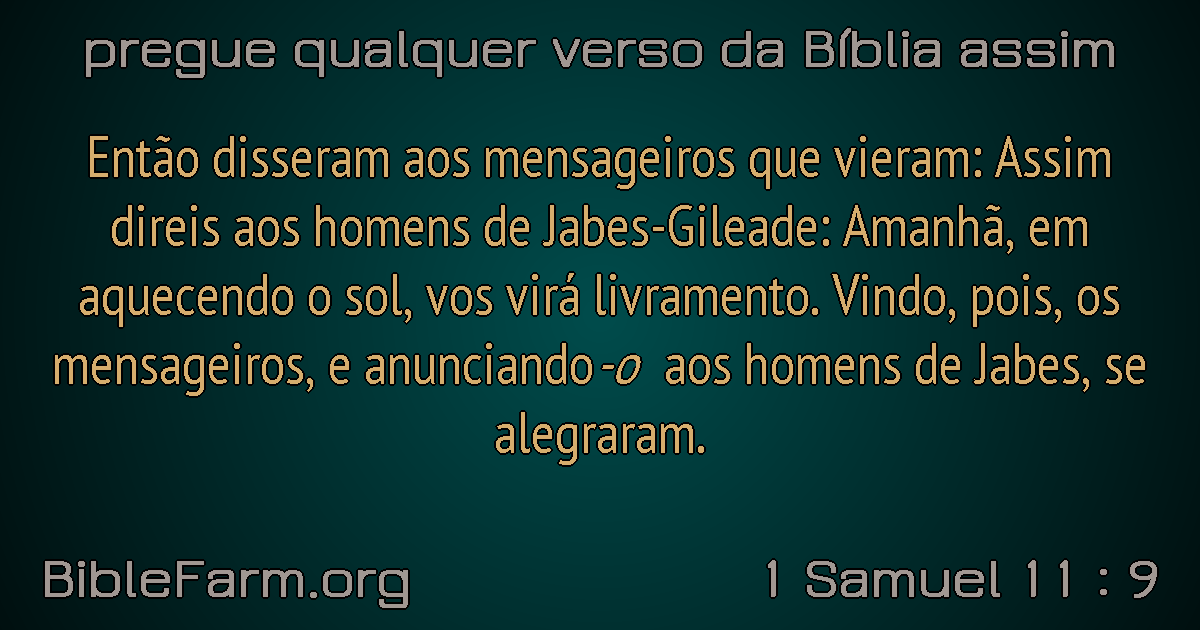 pregue qualquer verso da Bíblia assim
Então disseram aos mensageiros que vieram: Assim
direis aos homens de Jabes-Gileade: Amanhã, em
aquecendo o sol, vos virá livramento. Vindo, pois, os
mensageiros, e anunciando-o aos homens de Jabes, se
alegraram.
BibleFarm.org
1 Samuel 11 : 9